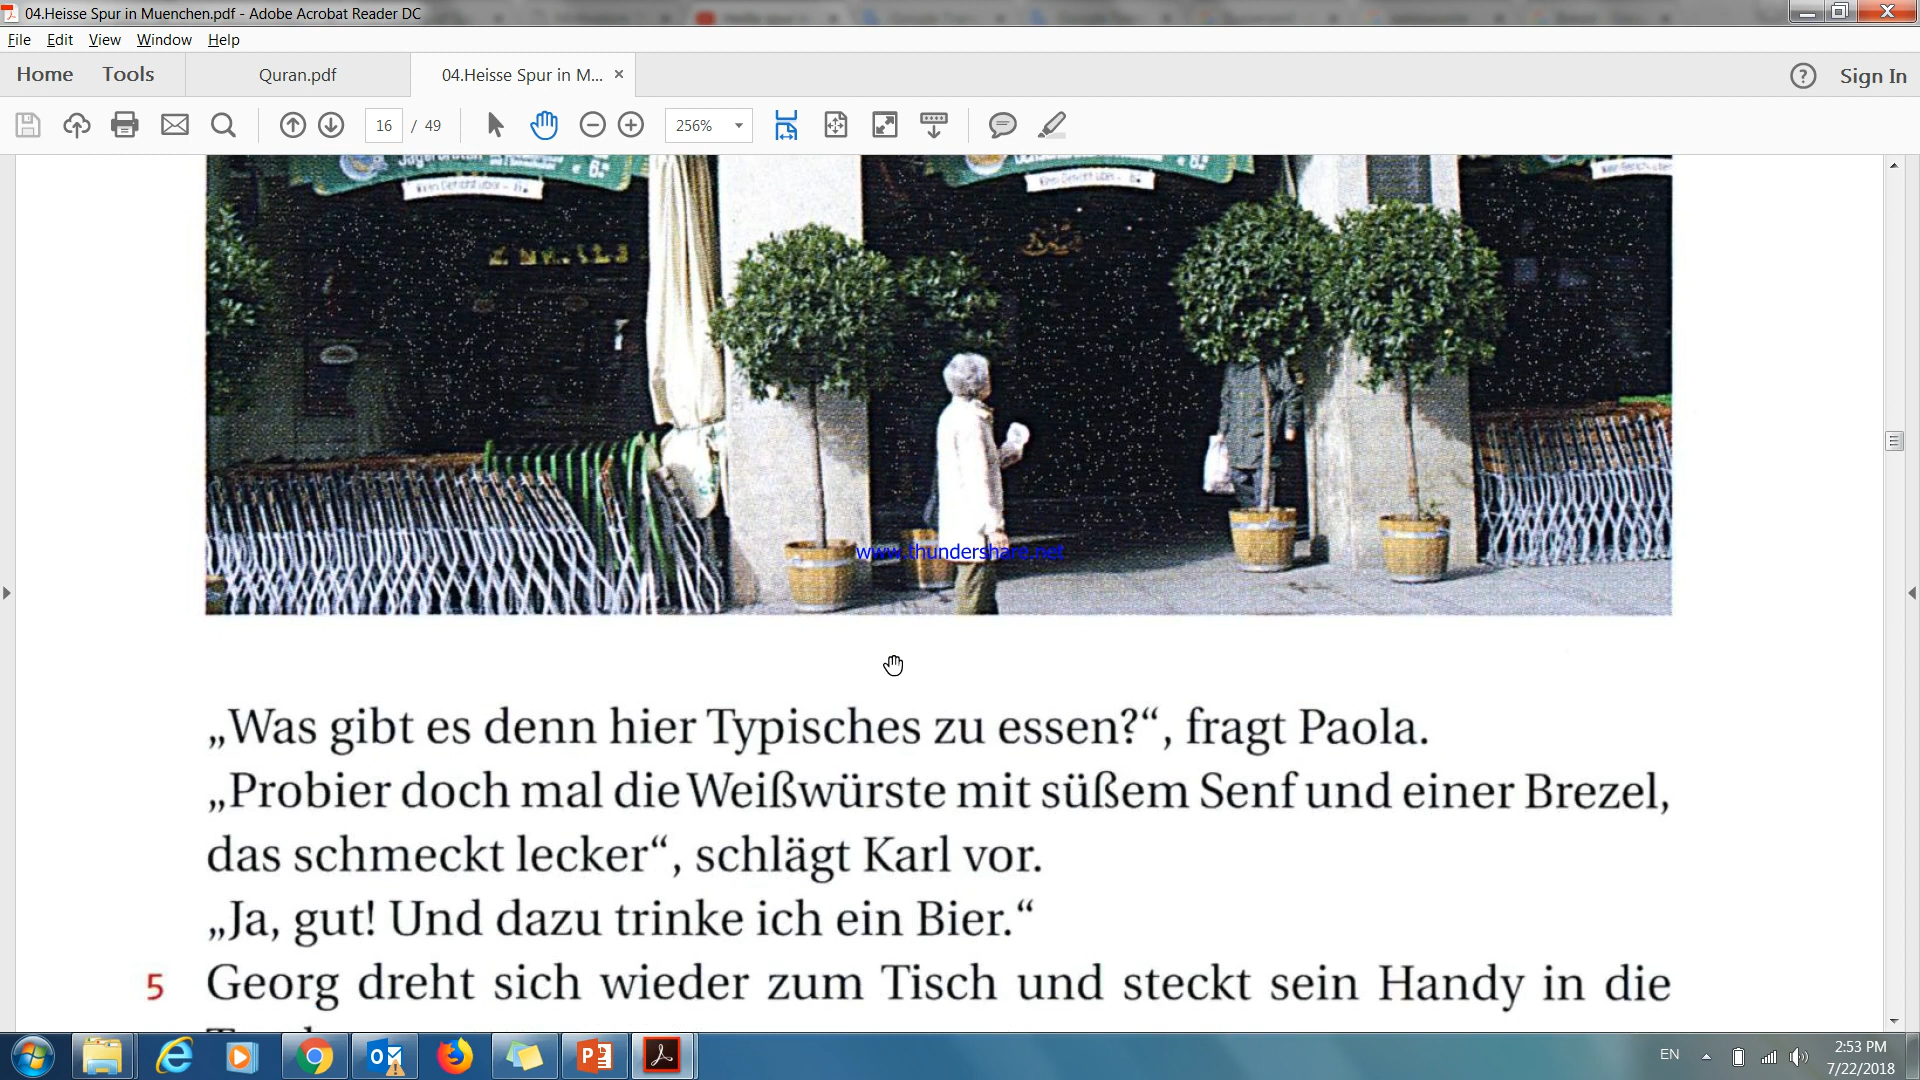 04.Heisse Spur in Muenchen.pdf - Adobe Acrobat Reader DC
File Edit View Window Help
Home Tools Quran.pdf 04.Heisse Spur in M... × ? Sign In
16 / 49 256%
www.thundershare.net
„Was gibt es denn hier Typisches zu essen?“, fragt Paola.
„Probier doch mal die Weißwürste mit süßem Senf und einer Brezel,
das schmeckt lecker“, schlägt Karl vor.
„Ja, gut! Und dazu trinke ich ein Bier.“
5 Georg dreht sich wieder zum Tisch und steckt sein Handy in die
EN 2:53 PM
7/22/2018